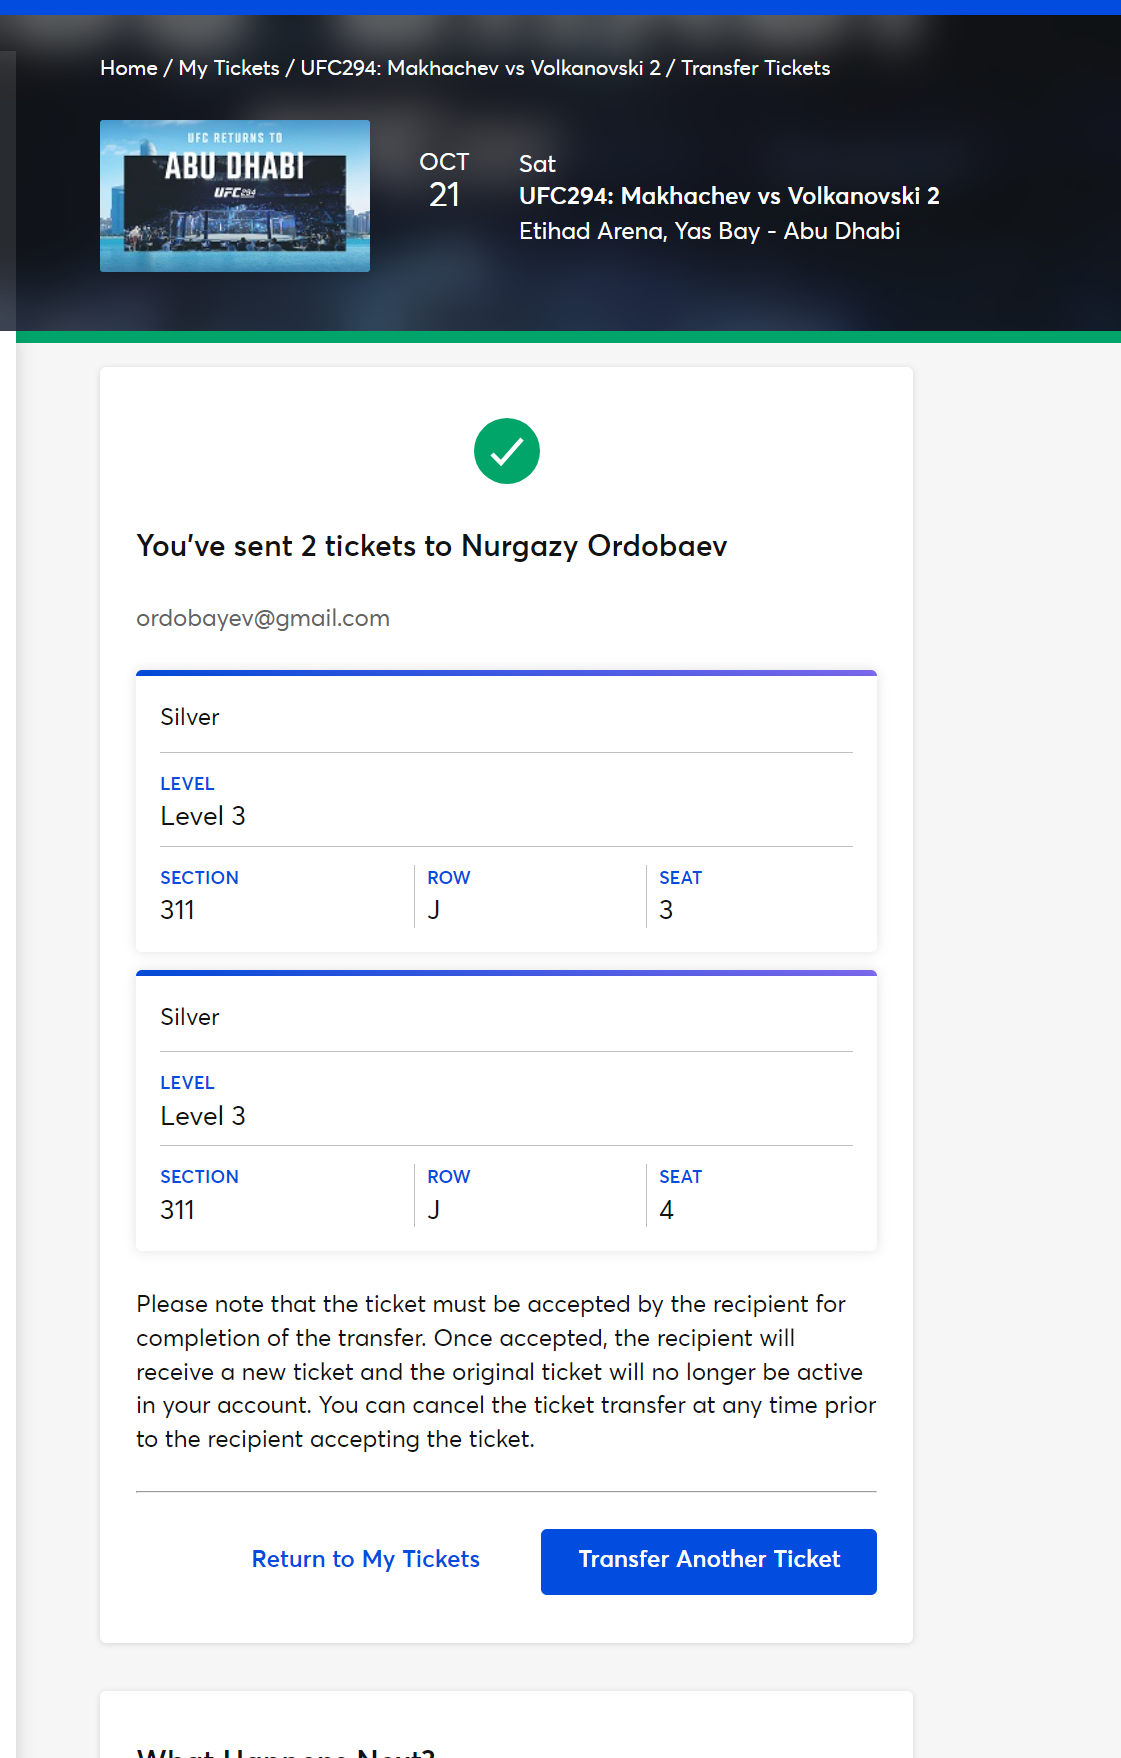 Home / My Tickets / UFC294: Makhachev vs Volkanovski 2 / Transfer Tickets
UFC RETURNS TO
ABU DHABI
UFC 294
OCT
21
Sat
UFC294: Makhachev vs Volkanovski 2
Etihad Arena, Yas Bay - Abu Dhabi
You've sent 2 tickets to Nurgazy Ordobaev
ordobayev@gmail.com
Silver
LEVEL
Level 3
SECTION ROW SEAT
311 J 3
Silver
LEVEL
Level 3
SECTION ROW SEAT
311 J 4
Please note that the ticket must be accepted by the recipient for
completion of the transfer. Once accepted, the recipient will
receive a new ticket and the original ticket will no longer be active
in your account. You can cancel the ticket transfer at any time prior
to the recipient accepting the ticket.
Return to My Tickets Transfer Another Ticket
What Happens Next?